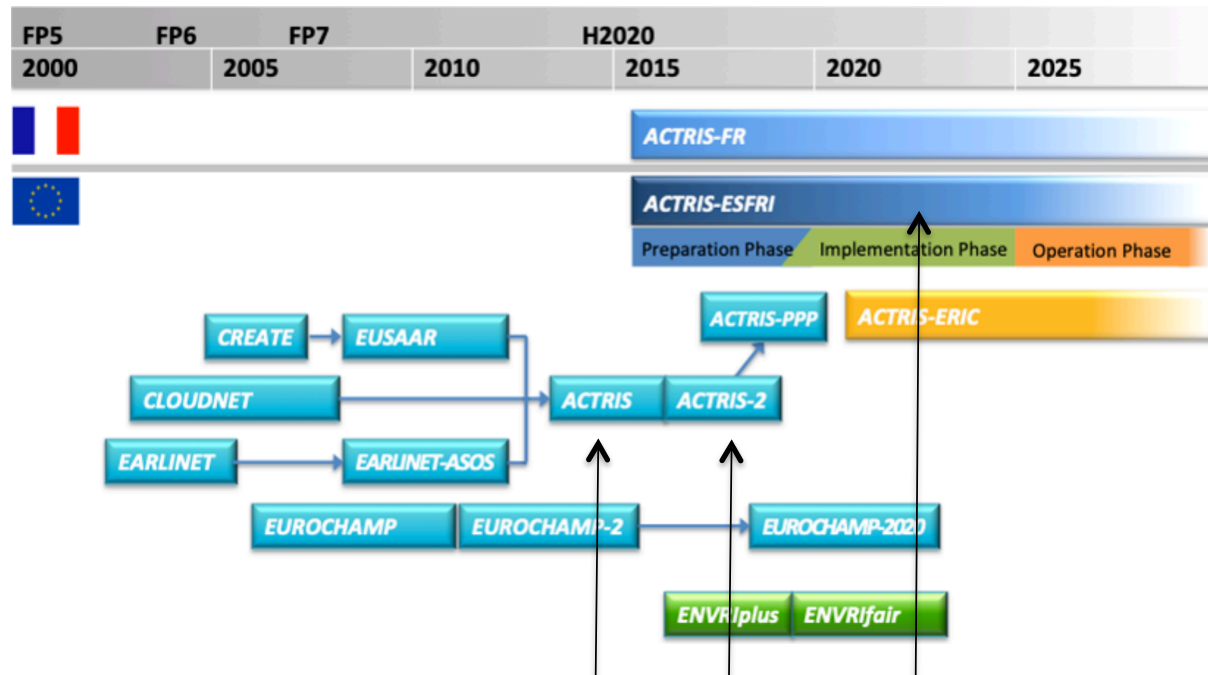 FP5 FP6 FP7 H2020
2000 2005 2010 2015 2020 2025
ACTRIS-FR
ACTRIS-ESFRI
Preparation Phase Implementation Phase Operation Phase
ACTRIS-PPP ACTRIS-ERIC
CREATE EUSAAR
CLOUDNET ACTRIS ACTRIS-2
EARLINET EARLINET-ASOS
EUROCHAMP EUROCHAMP-2 EUROCHAMP-2020
ENVRIplus ENVRIfair